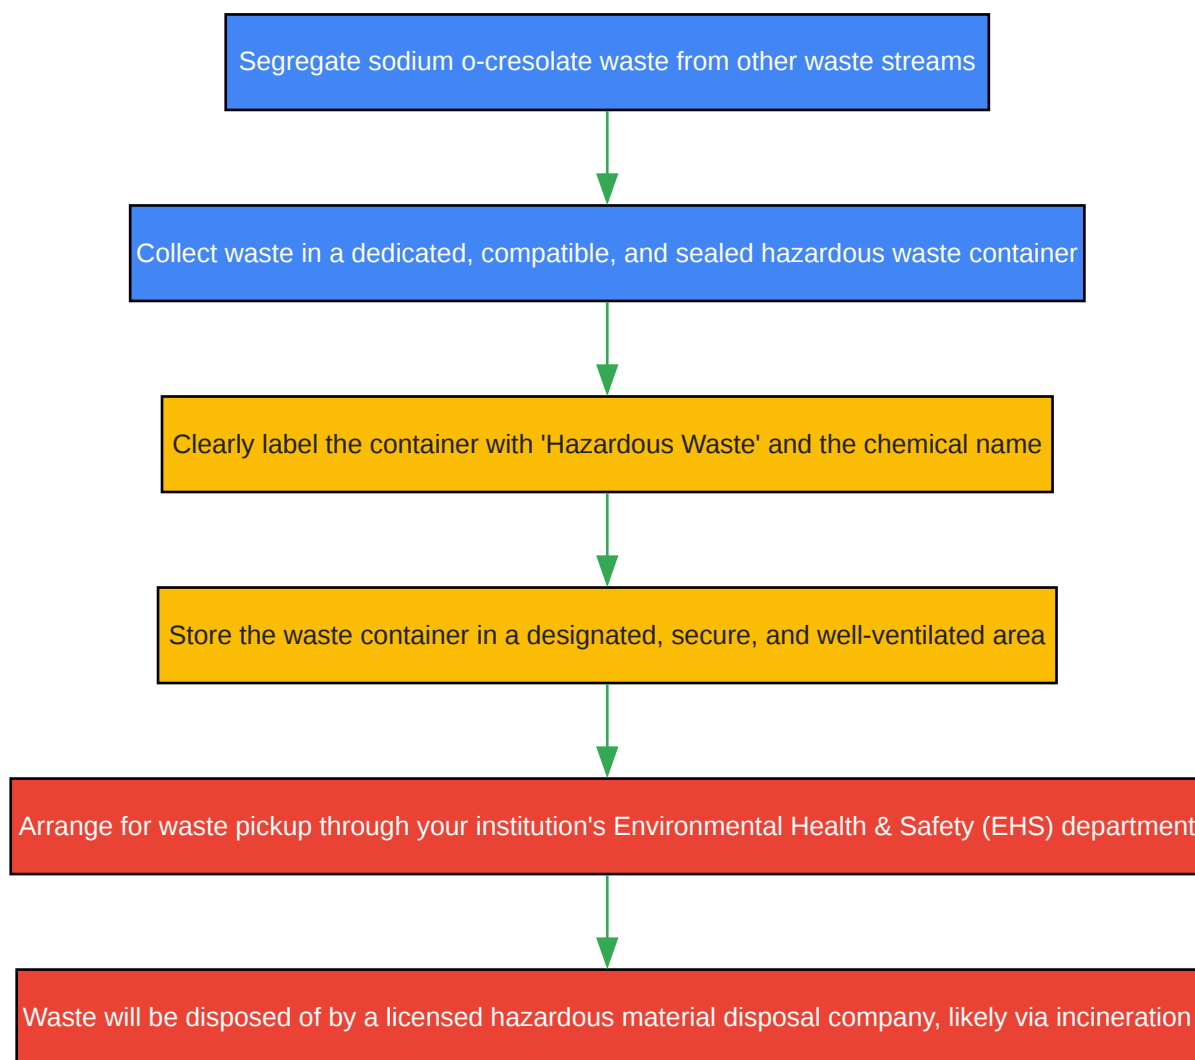 Segregate sodium o-cresolate waste from other waste streams
Collect waste in a dedicated, compatible, and sealed hazardous waste container
Clearly label the container with 'Hazardous Waste' and the chemical name
Store the waste container in a designated, secure, and well-ventilated area
Arrange for waste pickup through your institution's Environmental Health & Safety (EHS) department
Waste will be disposed of by a licensed hazardous material disposal company, likely via incineration